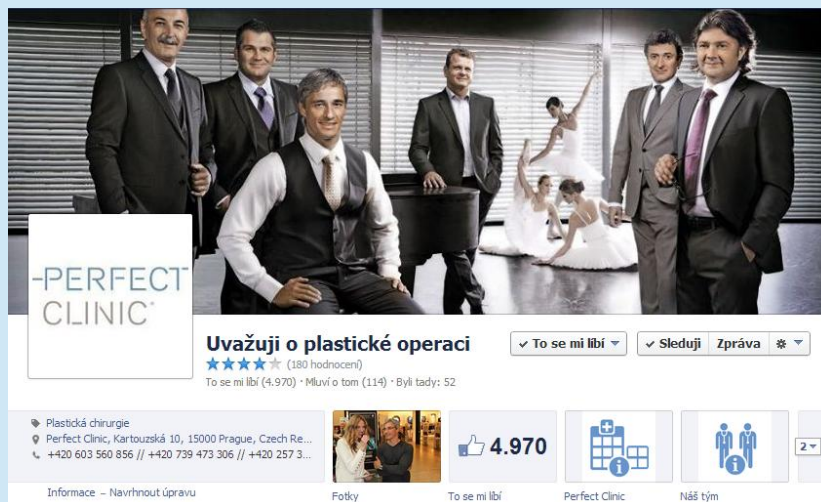 -PERFECT
CLINIC
Uvažuji o plastické operaci
(180 hodnocení)
To se mi líbí (4.970) · Mluví o tom (114) · Byli tady: 52
To se mi líbí
Sleduji
Zpráva
Plastická chirurgie
Perfect Clinic, Kartouzská 10, 15000 Prague, Czech Re...
+420 603 560 856 // +420 739 473 306 // +420 257 3...
Informace – Navrhnout úpravu
Fotky
4.970
To se mi líbí
Perfect Clinic
Náš tým
2